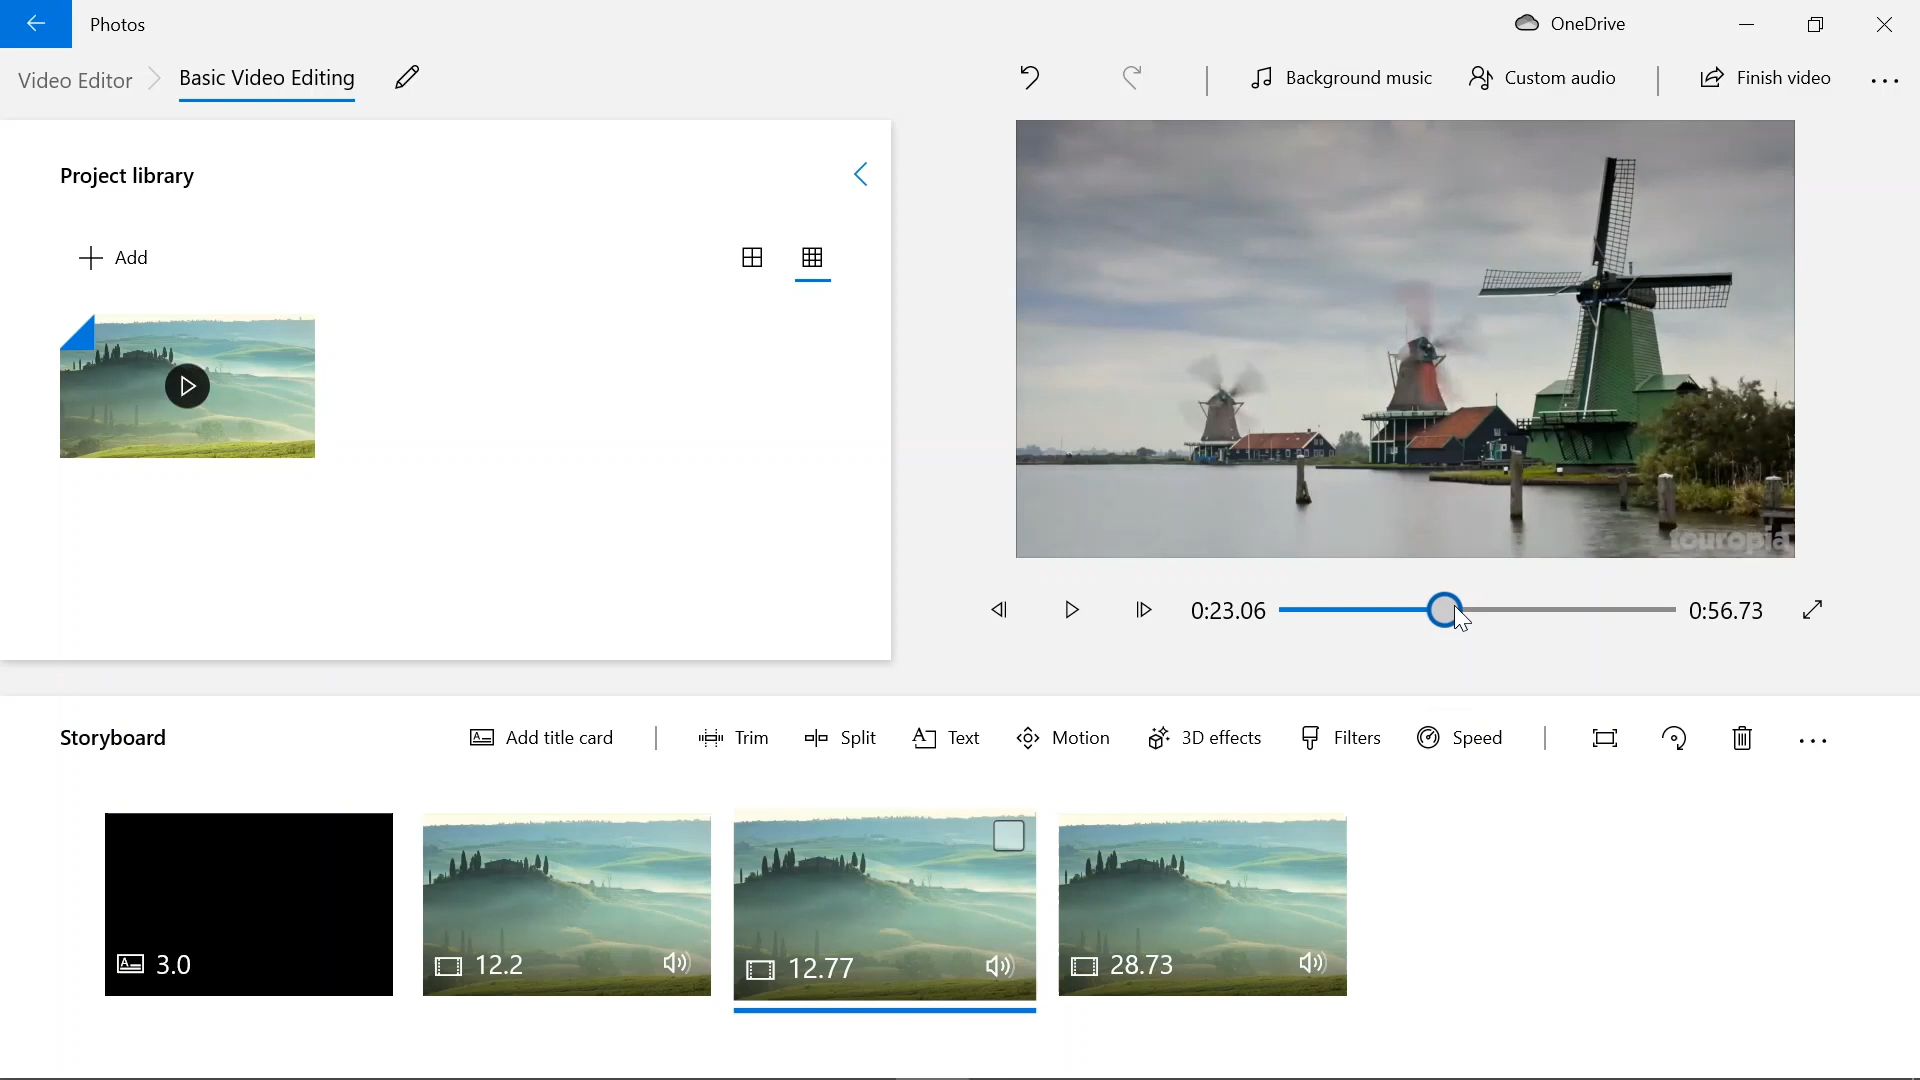 Photos
OneDrive
Video Editor
Basic Video Editing
Background music
Custom audio
Finish video
Project library
Add
touropia
0:23.06
0:56.73
Storyboard
Add title card
Trim
Split
Text
Motion
3D effects
Filters
Speed
3.0
12.2
12.77
28.73